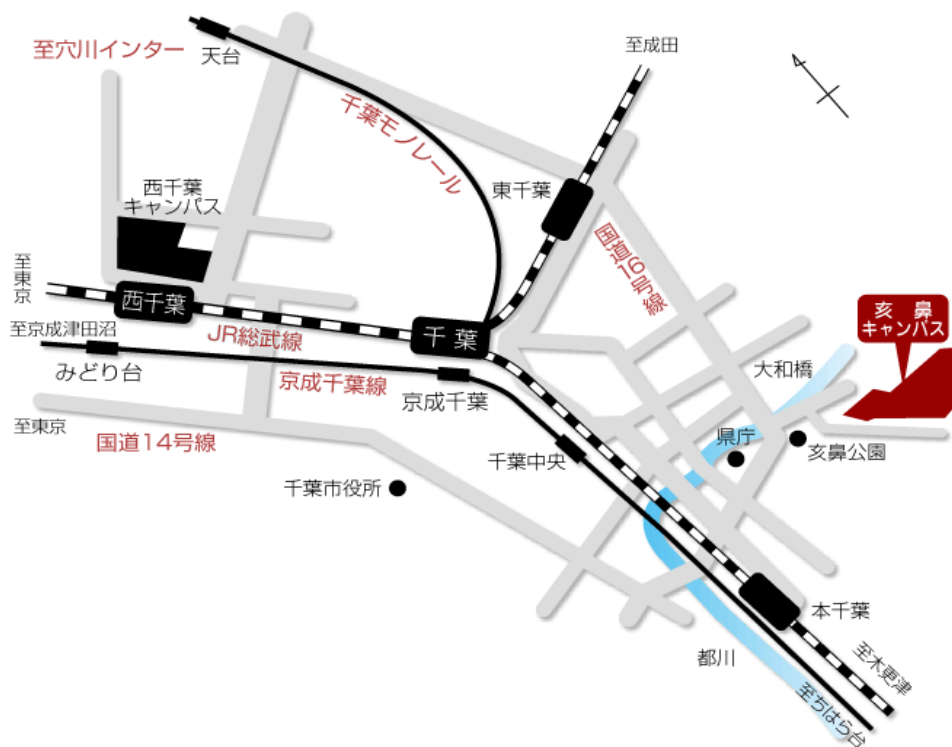 至成田
至穴川インター
天台
千葉モノレール
西千葉
キャンパス
東千葉
国道16号線
至東京
西千葉
JR総武線
千葉
亥鼻
キャンパス
至京成津田沼
みどり台
京成千葉線
京成千葉
大和橋
至東京
国道14号線
千葉中央
県庁
亥鼻公園
千葉市役所
本千葉
都川
至木更津
至ちはら台